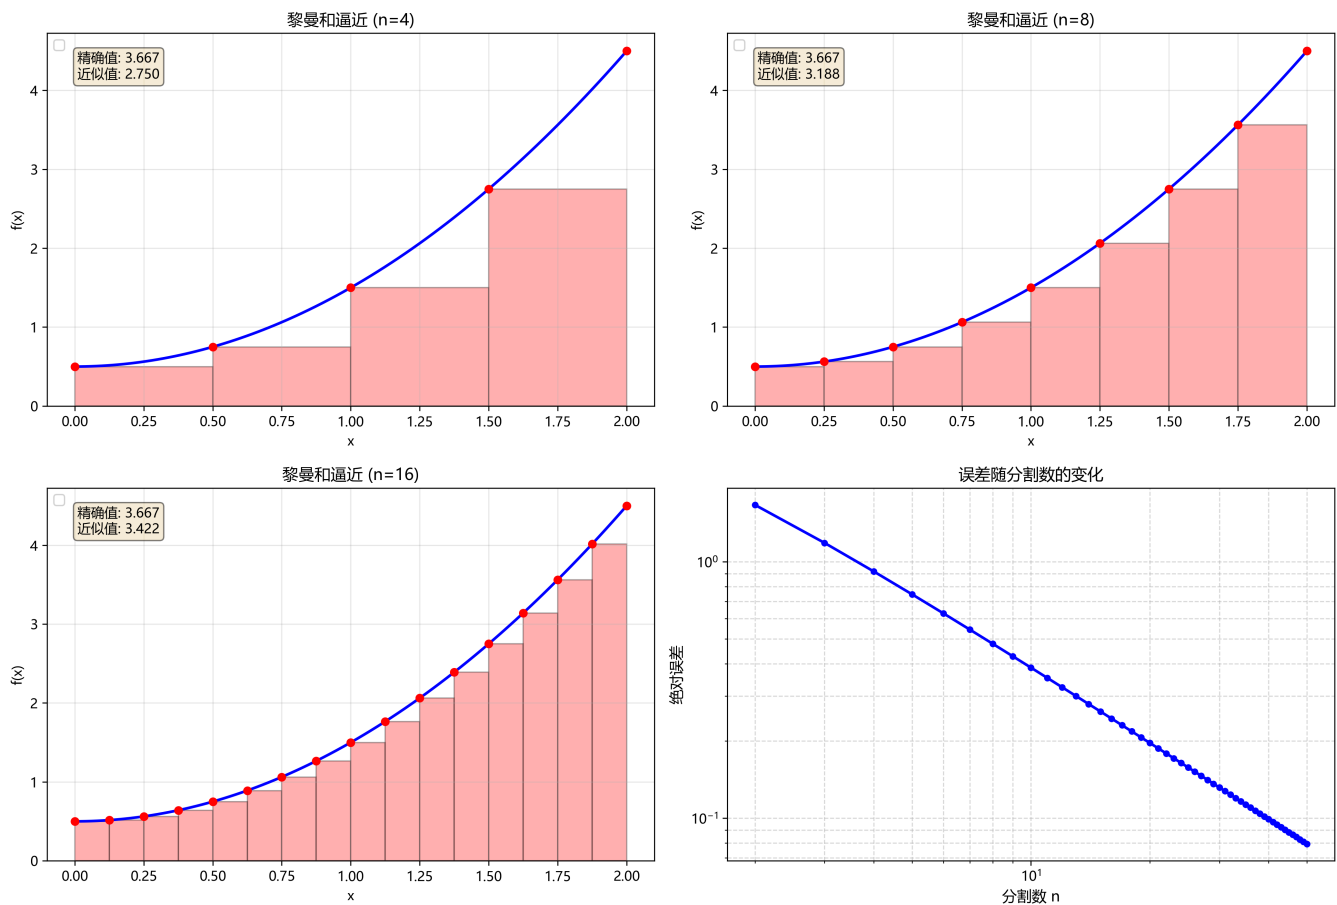 黎曼和逼近 (n=4)
精确值: 3.667
近似值: 2.750
f(x)
4
3
2
1
0
0.00 0.25 0.50 0.75 1.00 1.25 1.50 1.75 2.00
x
黎曼和逼近 (n=8)
精确值: 3.667
近似值: 3.188
f(x)
4
3
2
1
0
0.00 0.25 0.50 0.75 1.00 1.25 1.50 1.75 2.00
x
黎曼和逼近 (n=16)
精确值: 3.667
近似值: 3.422
f(x)
4
3
2
1
0
0.00 0.25 0.50 0.75 1.00 1.25 1.50 1.75 2.00
x
误差随分割数的变化
绝对误差
10⁰
10⁻¹
10¹
分割数 n